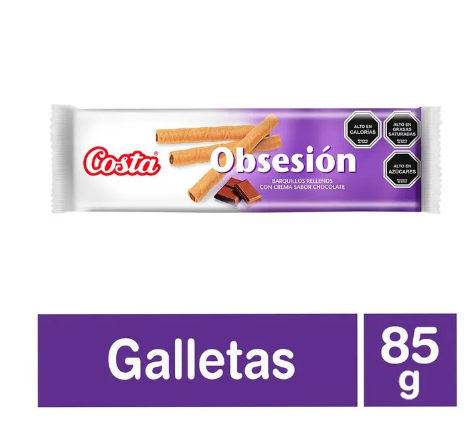 Costa
Obsesión
BARQUILLOS RELLENOS
CON CREMA SABOR CHOCOLATE
ALTO EN
CALORÍAS
ALTO EN
GRASAS
SATURADAS
ALTO EN
AZÚCARES
Galletas
85
g